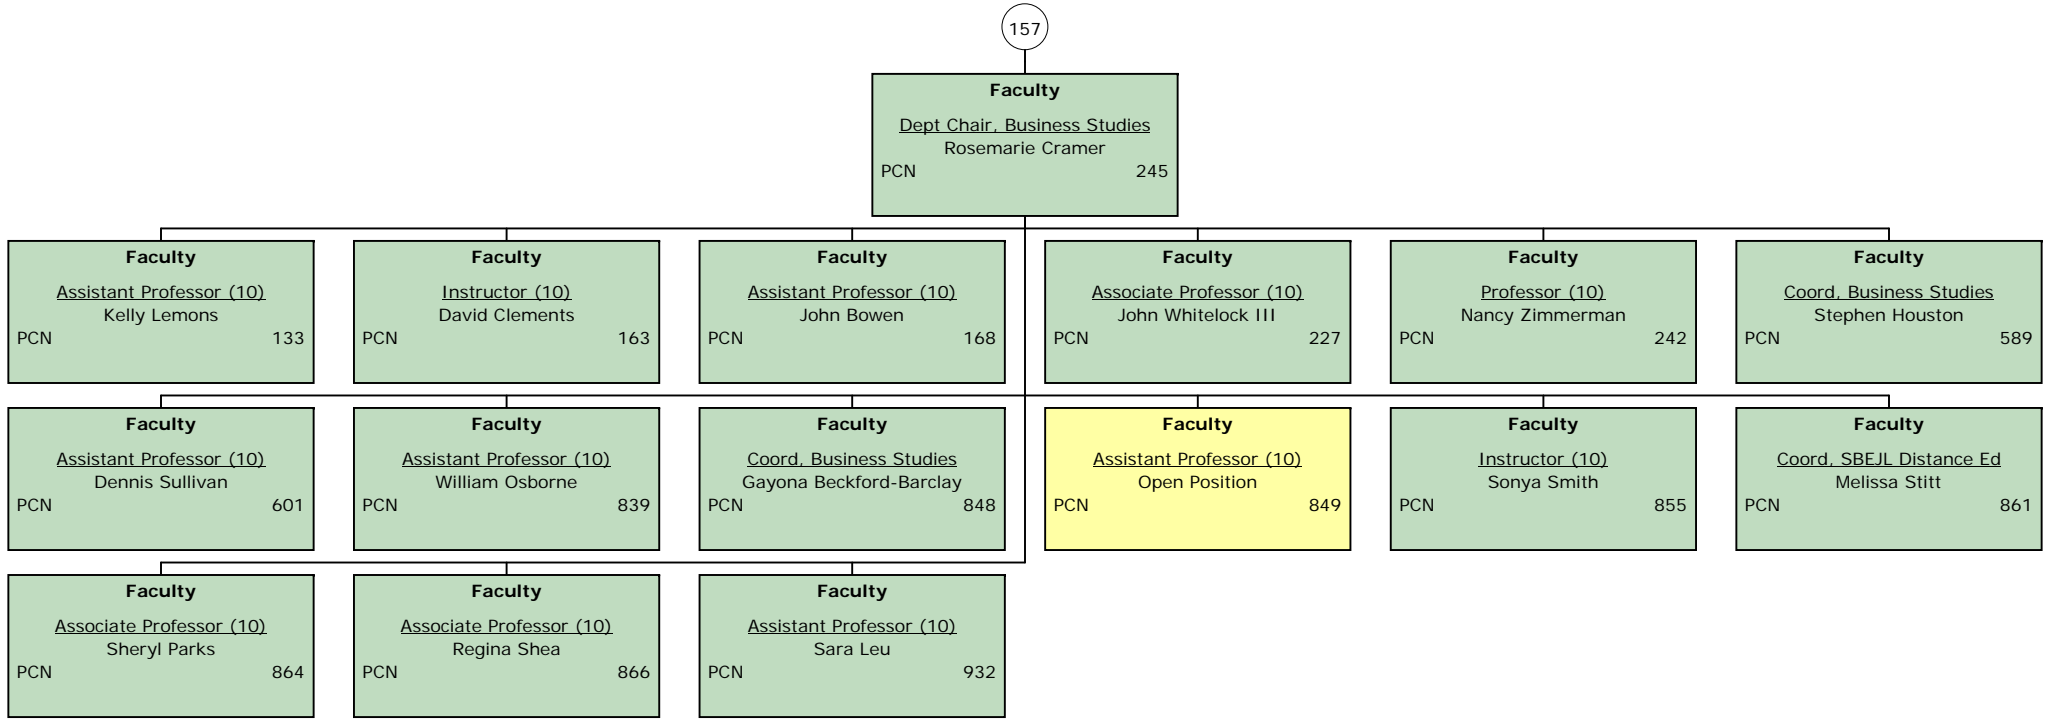 157
Faculty
Dept Chair, Business Studies
Rosemarie Cramer
PCN 245
Faculty
Assistant Professor (10)
Kelly Lemons
PCN 133
Faculty
Instructor (10)
David Clements
PCN 163
Faculty
Assistant Professor (10)
John Bowen
PCN 168
Faculty
Associate Professor (10)
John Whitelock III
PCN 227
Faculty
Professor (10)
Nancy Zimmerman
PCN 242
Faculty
Coord, Business Studies
Stephen Houston
PCN 589
Faculty
Assistant Professor (10)
Dennis Sullivan
PCN 601
Faculty
Assistant Professor (10)
William Osborne
PCN 839
Faculty
Coord, Business Studies
Gayona Beckford-Barclay
PCN 848
Faculty
Assistant Professor (10)
Open Position
PCN 849
Faculty
Instructor (10)
Sonya Smith
PCN 855
Faculty
Coord, SBEJL Distance Ed
Melissa Stitt
PCN 861
Faculty
Associate Professor (10)
Sheryl Parks
PCN 864
Faculty
Associate Professor (10)
Regina Shea
PCN 866
Faculty
Assistant Professor (10)
Sara Leu
PCN 932